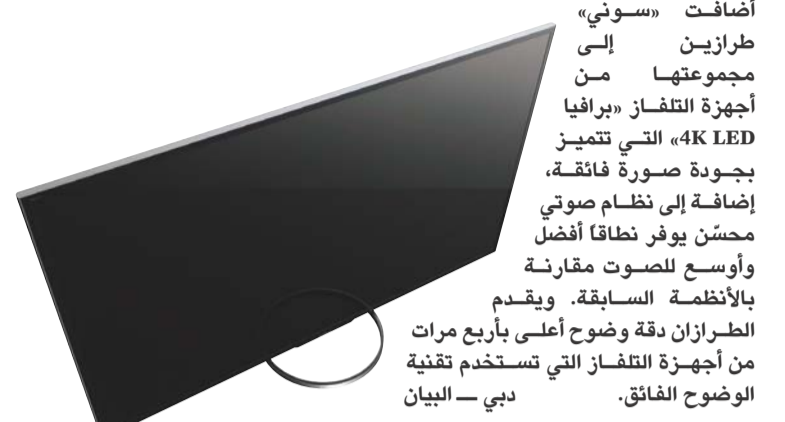 أضافت «سوني»
طرازين إلى
مجموعتها من
أجهزة التلفاز «برافيا
4K LED» التي تتميز
بجودة صورة فائقة،
إضافة إلى نظام صوتي
محسّن يوفر نطاقاً أفضل
وأوسع للصوت مقارنة
بالأنظمة السابقة. ويقدم
الطرازان دقة وضوح أعلى بأربع مرات
من أجهزة التلفاز التي تستخدم تقنية
الوضوح الفائق. دبي ــ البيان